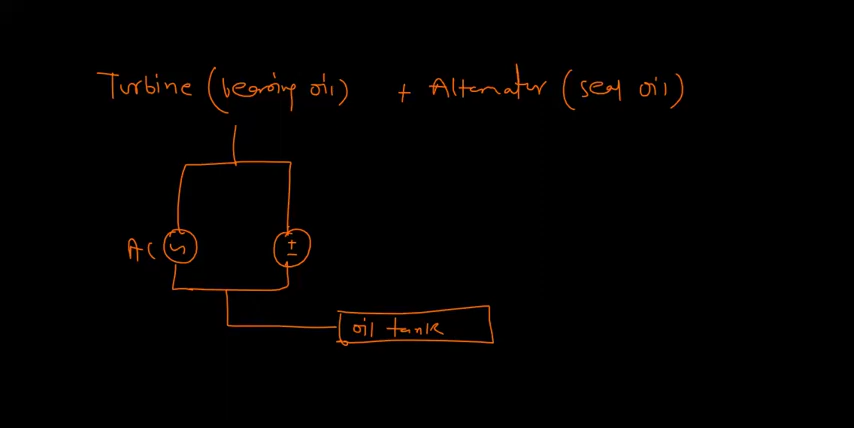 Turbine (bearing oil) + Alternator (seal oil)
AC
oil tank